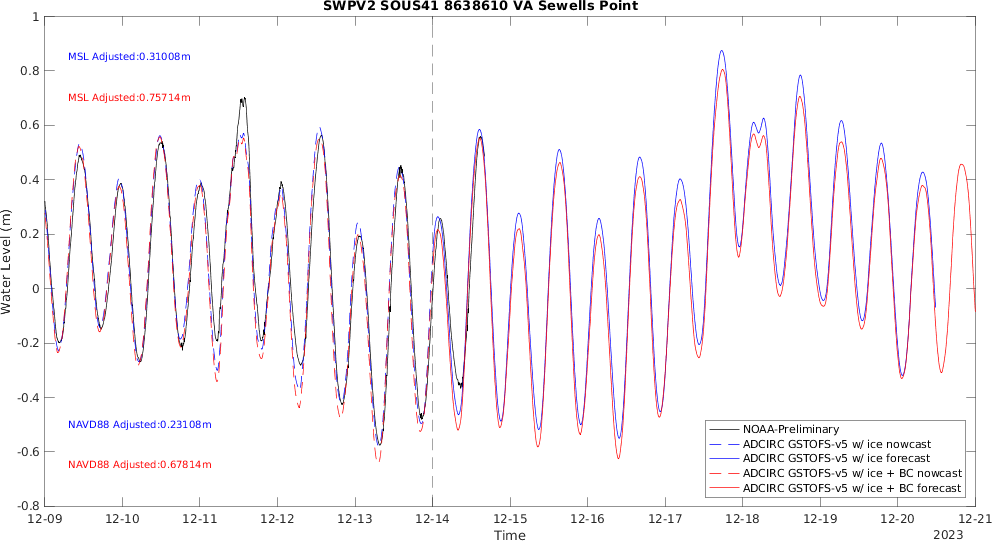 SWPV2 SOUS41 8638610 VA Sewells Point
MSL Adjusted:0.31008m
MSL Adjusted:0.75714m
NAVD88 Adjusted:0.23108m
NAVD88 Adjusted:0.67814m
Water Level (m)
1
0.8
0.6
0.4
0.2
0
-0.2
-0.4
-0.6
-0.8
NOAA-Preliminary
ADCIRC GSTOFS-v5 w/ ice nowcast
ADCIRC GSTOFS-v5 w/ ice forecast
ADCIRC GSTOFS-v5 w/ ice + BC nowcast
ADCIRC GSTOFS-v5 w/ ice + BC forecast
12-09 12-10 12-11 12-12 12-13 12-14 12-15 12-16 12-17 12-18 12-19 12-20 12-21
Time
2023